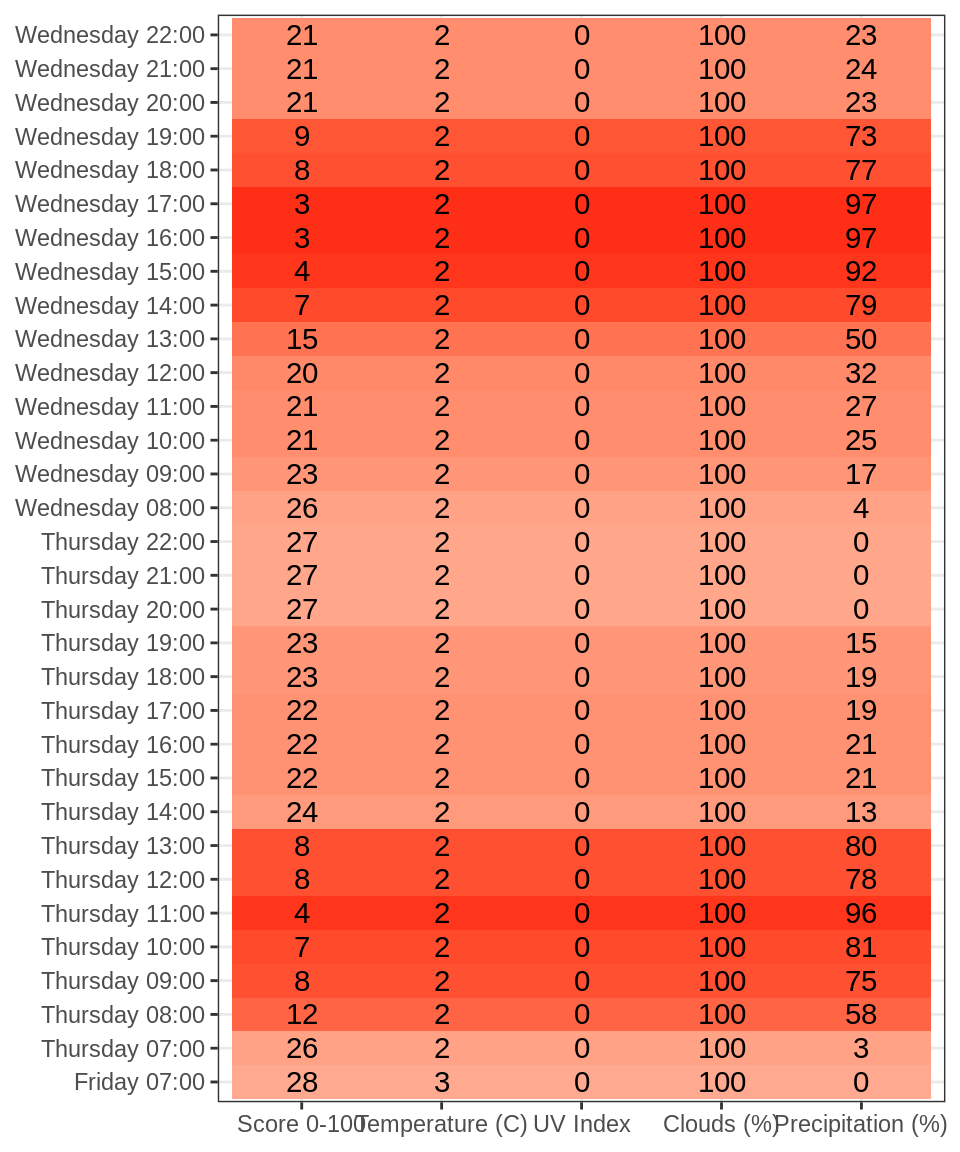 Wednesday 22:00 21 2 0 100 23
Wednesday 21:00 21 2 0 100 24
Wednesday 20:00 21 2 0 100 23
Wednesday 19:00 9 2 0 100 73
Wednesday 18:00 8 2 0 100 77
Wednesday 17:00 3 2 0 100 97
Wednesday 16:00 3 2 0 100 97
Wednesday 15:00 4 2 0 100 92
Wednesday 14:00 7 2 0 100 79
Wednesday 13:00 15 2 0 100 50
Wednesday 12:00 20 2 0 100 32
Wednesday 11:00 21 2 0 100 27
Wednesday 10:00 21 2 0 100 25
Wednesday 09:00 23 2 0 100 17
Wednesday 08:00 26 2 0 100 4
Thursday 22:00 27 2 0 100 0
Thursday 21:00 27 2 0 100 0
Thursday 20:00 27 2 0 100 0
Thursday 19:00 23 2 0 100 15
Thursday 18:00 23 2 0 100 19
Thursday 17:00 22 2 0 100 19
Thursday 16:00 22 2 0 100 21
Thursday 15:00 22 2 0 100 21
Thursday 14:00 24 2 0 100 13
Thursday 13:00 8 2 0 100 80
Thursday 12:00 8 2 0 100 78
Thursday 11:00 4 2 0 100 96
Thursday 10:00 7 2 0 100 81
Thursday 09:00 8 2 0 100 75
Thursday 08:00 12 2 0 100 58
Thursday 07:00 26 2 0 100 3
Friday 07:00 28 3 0 100 0
Score 0-100 Temperature (C) UV Index Clouds (%) Precipitation (%)